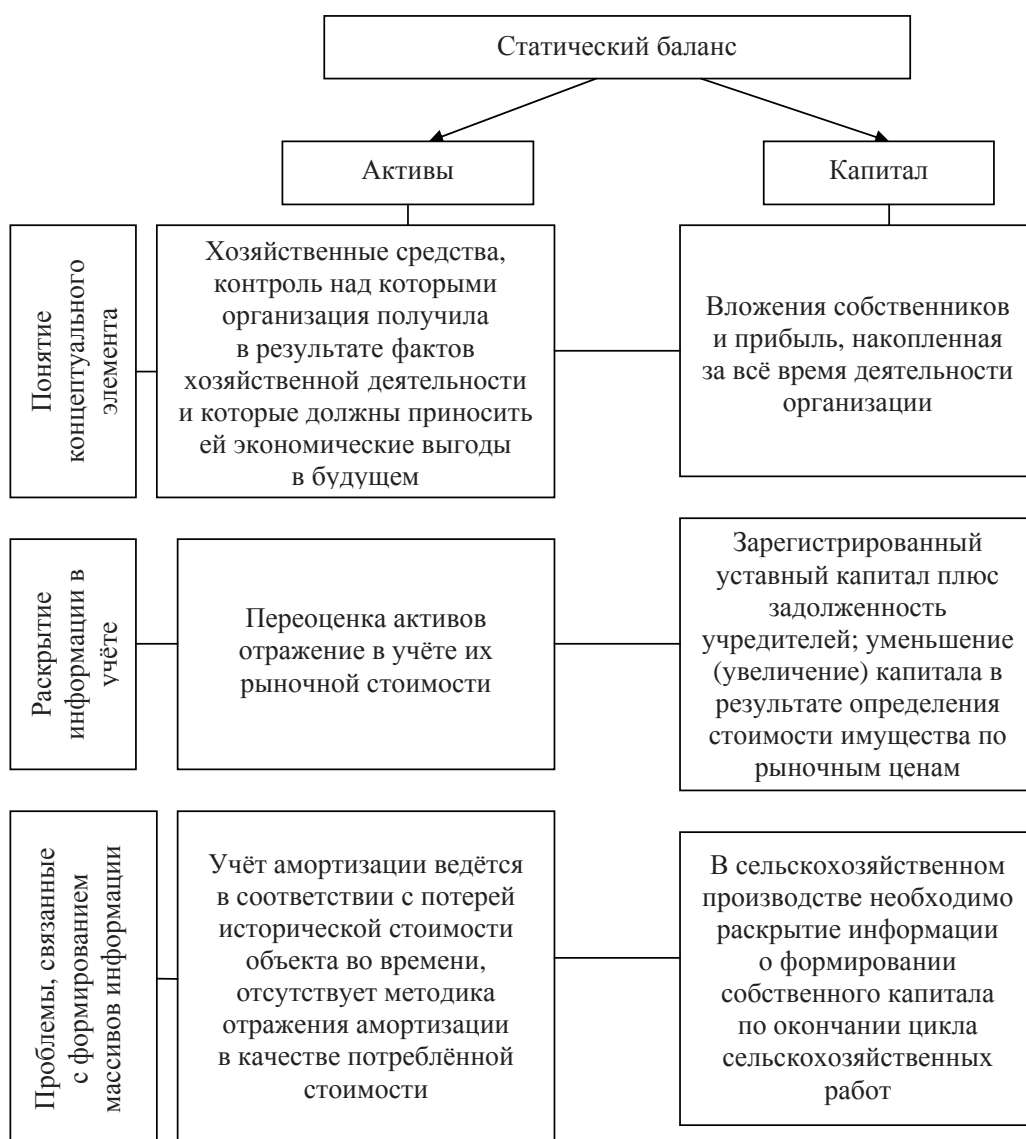 Статический баланс
Активы
Капитал
Понятие
концептуального
элемента
Хозяйственные средства,
контроль над которыми
организация получила
в результате фактов
хозяйственной деятельности
и которые должны приносить
ей экономические выгоды
в будущем
Вложения собственников
и прибыль, накопленная
за всё время деятельности
организации
Раскрытие
информации в
учёте
Переоценка активов
отражение в учёте их
рыночной стоимости
Зарегистрированный
уставный капитал плюс
задолженность
учредителей; уменьшение
(увеличение) капитала в
результате определения
стоимости имущества по
рыночным ценам
Проблемы, связанные
с формированием
массивов информации
Учёт амортизации ведётся
в соответствии с потерей
исторической стоимости
объекта во времени,
отсутствует методика
отражения амортизации
в качестве потреблённой
стоимости
В сельскохозяйственном
производстве необходимо
раскрытие информации
о формировании
собственного капитала
по окончании цикла
сельскохозяйственных
работ